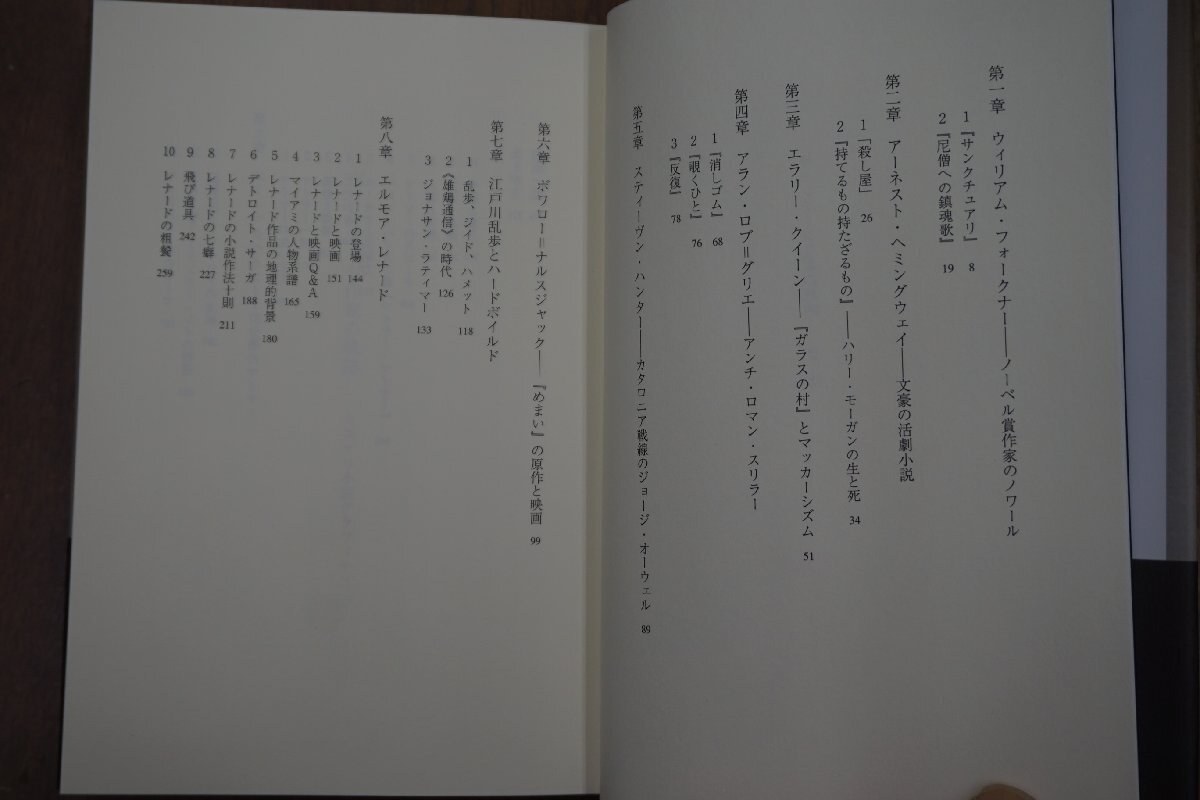 第一章　ウィリアム・フォークナー――ノーベル賞作家のノワール
1　『サンクチュアリ』　8
2　『尼僧への鎮魂歌』　19
第二章　アーネスト・ヘミングウェイ――文豪の活劇小説
1　「殺し屋」　26
2　『持てるもの持たざるもの』――ハリー・モーガンの生と死　34
第三章　エラリー・クイーン――『ガラスの村』とマッカーシズム　51
第四章　アラン・ロブ＝グリエ――アンチ・ロマン・スリラー
1　『消しゴム』　68
2　『覗くひと』　76
3　『反復』　78
第五章　スティーヴン・ハンター――カタロニア戦線のジョージ・オーウェル　89
第六章　ボワロー＝ナルスジャック――『めまい』の原作と映画　99
第七章　江戸川乱歩とハードボイルド
1　乱歩、ジイド、ハメット　118
2　《雄鶏通信》の時代　126
3　ジョナサン・ラティマー　133
第八章　エルモア・レナード
1　レナードの登場　144
2　レナードと映画　151
3　レナードと映画Q&A　159
4　マイアミの人物系譜　165
5　レナード作品の地理的背景　180
6　デトロイト・サーガ　188
7　レナードの小説作法十則　211
8　レナードの七癖　227
9　飛び道具　242
10　レナードの粗餐　259